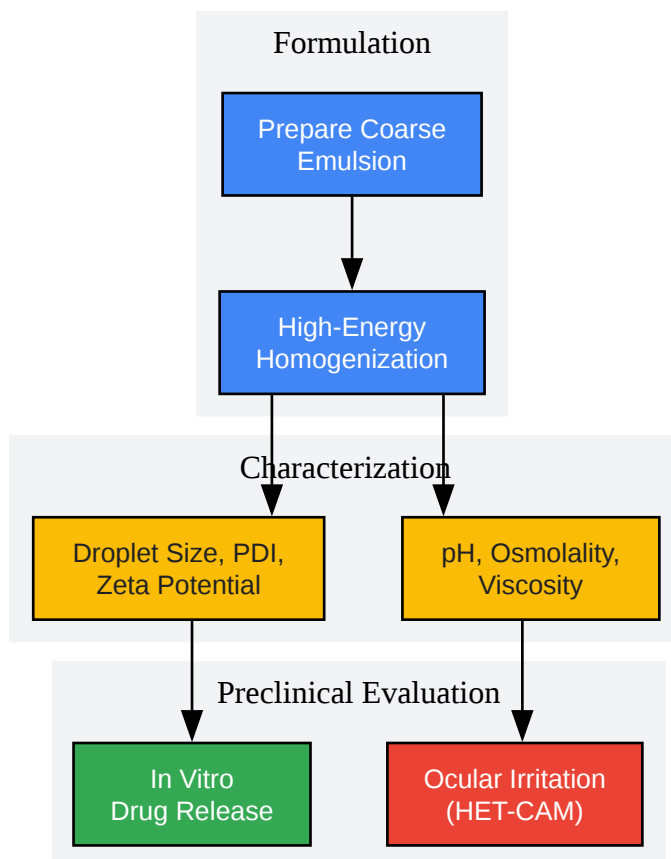 Formulation
Prepare Coarse
Emulsion
High-Energy
Homogenization
Characterization
Droplet Size, PDI,
Zeta Potential
pH, Osmolality,
Viscosity
Preclinical Evaluation
In Vitro
Drug Release
Ocular Irritation
(HET-CAM)